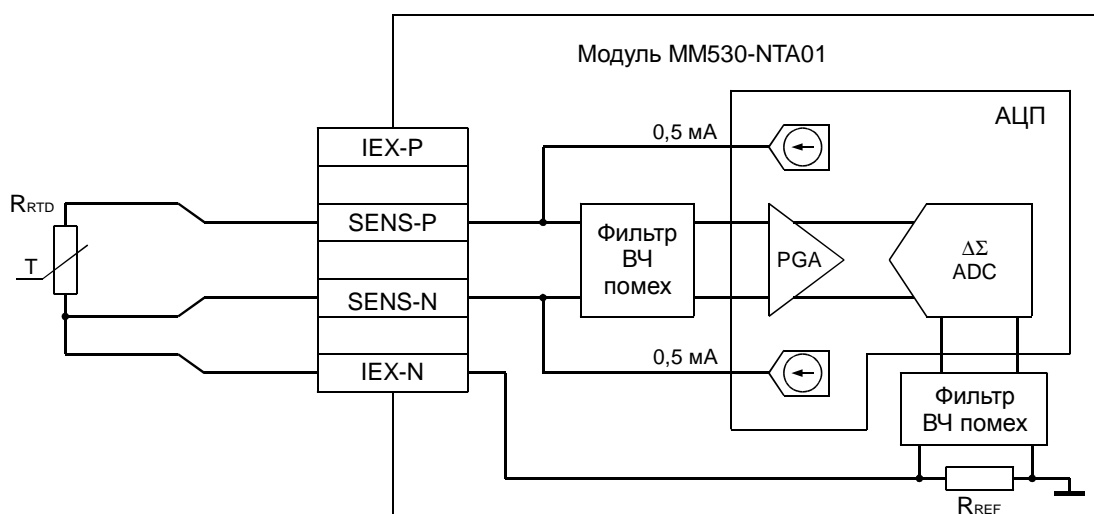 Модуль MM530-NTA01
АЦП
IEX-P
0,5 мА
RRTD
SENS-P
Фильтр
ВЧ
помех
PGA
ΔΣ
ADC
T
SENS-N
0,5 мА
IEX-N
Фильтр
ВЧ помех
RREF